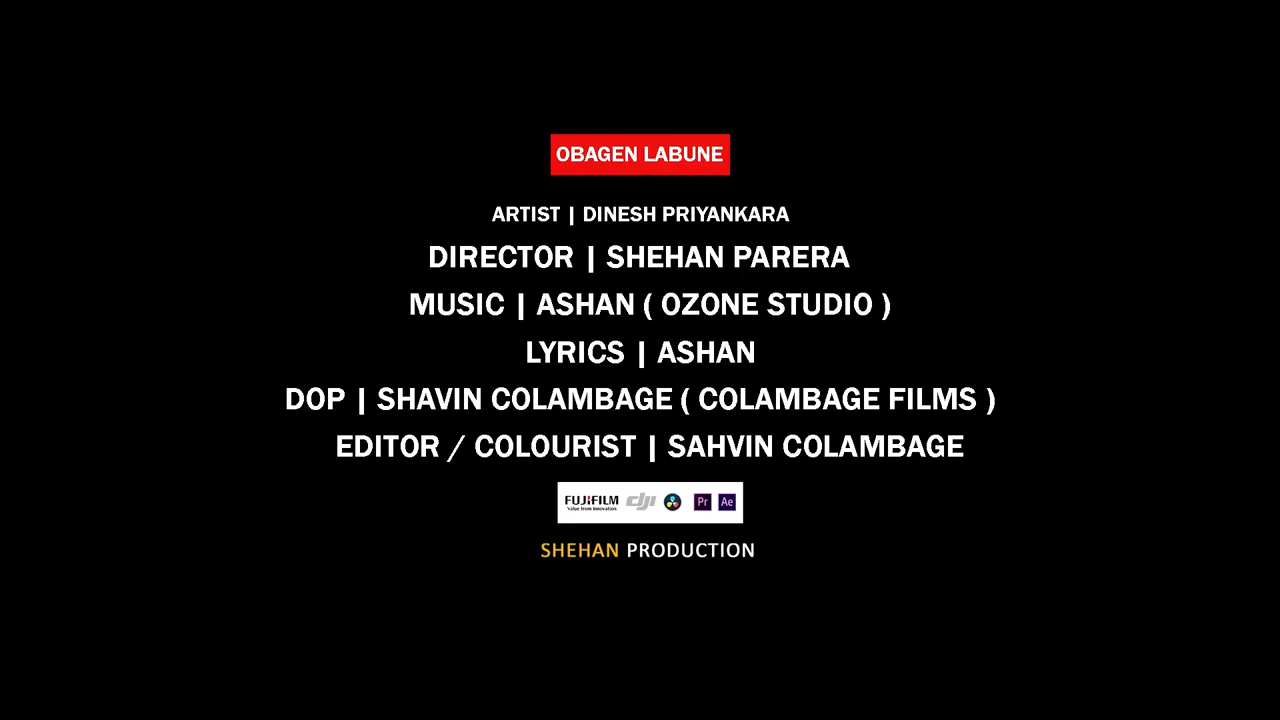 OBAGEN LABUNE
ARTIST | DINESH PRIYANKARA
DIRECTOR | SHEHAN PARERA
MUSIC | ASHAN ( OZONE STUDIO )
LYRICS | ASHAN
DOP | SHAVIN COLAMBAGE ( COLAMBAGE FILMS )
EDITOR / COLOURIST | SAHVIN COLAMBAGE
FUJIFILM dji Pr Ae
Value from Innovation
SHEHAN PRODUCTION